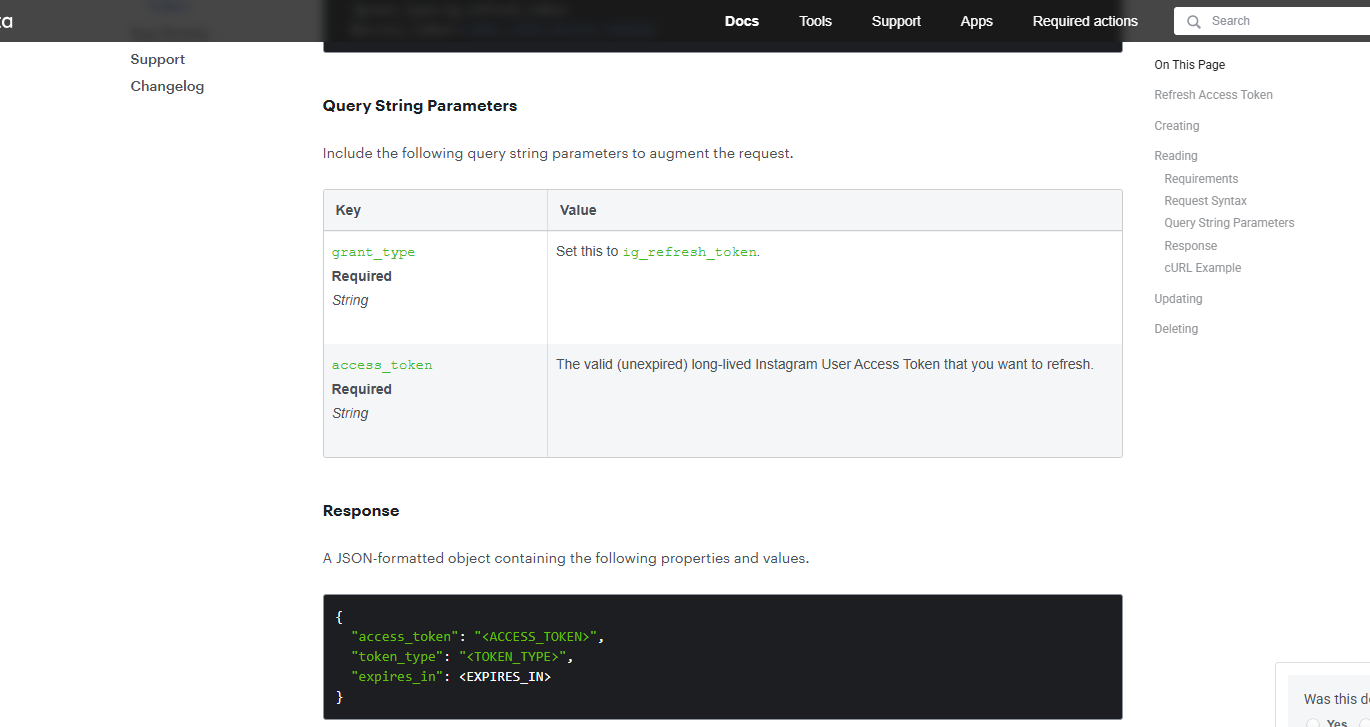 ta
Docs
Tools
Support
Apps
Required actions
Search
Support
Changelog
Query String Parameters
Include the following query string parameters to augment the request.
Key
Value
grant_type
Required
String
Set this to ig_refresh_token.
access_token
Required
String
The valid (unexpired) long-lived Instagram User Access Token that you want to refresh.
Response
A JSON-formatted object containing the following properties and values.
{
"access_token": "<ACCESS_TOKEN>",
"token_type": "<TOKEN_TYPE>",
"expires_in": <EXPIRES_IN>
}
On This Page
Refresh Access Token
Creating
Reading
Requirements
Request Syntax
Query String Parameters
Response
cURL Example
Updating
Deleting
Was this d
Yes